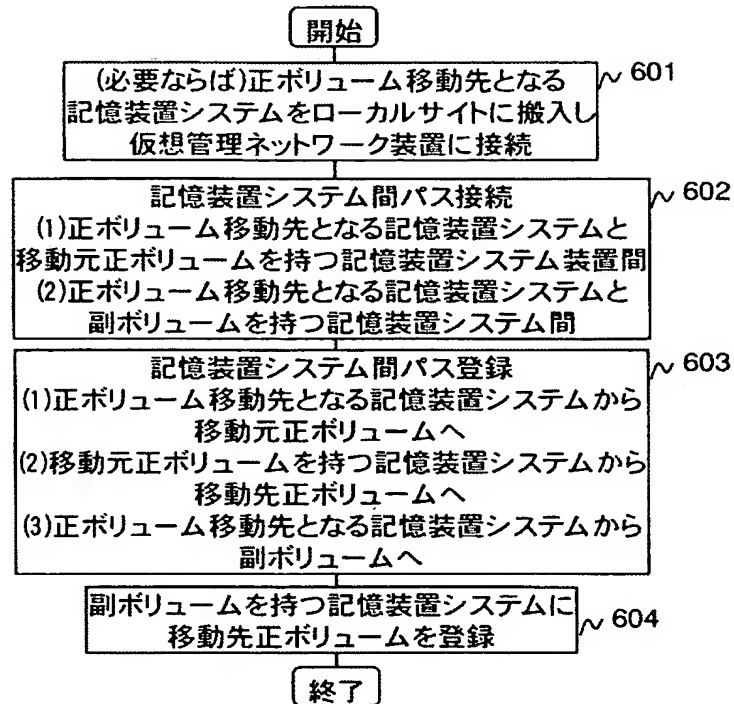 開始
(必要ならば)正ボリューム移動先となる
記憶装置システムをローカルサイトに搬入し
仮想管理ネットワーク装置に接続
601
記憶装置システム間パス接続
(1)正ボリューム移動先となる記憶装置システムと
移動元正ボリュームを持つ記憶装置システム装置間
(2)正ボリューム移動先となる記憶装置システムと
副ボリュームを持つ記憶装置システム間
602
記憶装置システム間パス登録
(1)正ボリューム移動先となる記憶装置システムから
移動元正ボリュームへ
(2)移動元正ボリュームを持つ記憶装置システムから
移動先正ボリュームへ
(3)正ボリューム移動先となる記憶装置システムから
副ボリュームへ
603
副ボリュームを持つ記憶装置システムに
移動先正ボリュームを登録
604
終了